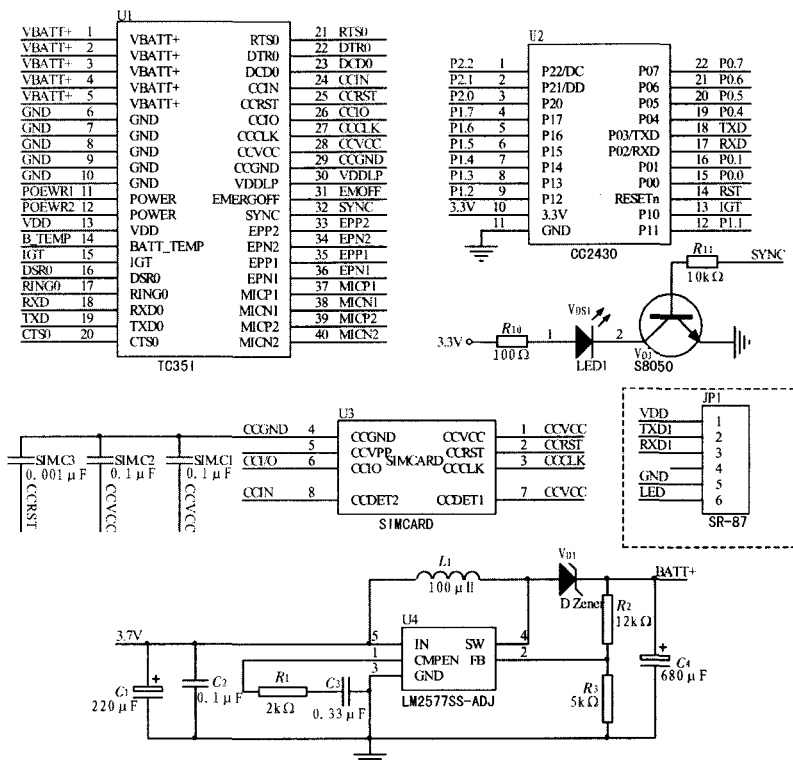 U1
VBATT+ 1 VBATT+ RTS0 21 RTS0
VBATT+ 2 VBATT+ DTR0 22 DTR0
VBATT+ 3 VBATT+ DCD0 23 DCD0
VBATT+ 4 VBATT+ CCIN 24 CCIN
VBATT+ 5 VBATT+ CCRST 25 CCRST
GND 6 GND CCIO 26 CCIO
GND 7 GND CCCLK 27 CCCLK
GND 8 GND CCVCC 28 CCVCC
GND 9 GND CCGND 29 CCGND
GND 10 GND VDDLP 30 VDDLP
POEWR1 11 POWER EMERGOFF 31 EMOFF
POEWR2 12 POWER SYNC 32 SYNC
VDD 13 VDD EPP2 33 EPP2
B_TEMP 14 BATT_TEMP EPN2 34 EPN2
IGT 15 IGT EPP1 35 EPP1
DSR0 16 DSR0 EPN1 36 EPN1
RING0 17 RING0 MICP1 37 MICP1
RXD 18 RXD0 MICN1 38 MICN1
TXD 19 TXD0 MICP2 39 MICP2
CTS0 20 CTS0 MICN2 40 MICN2
TC35I
U2
P2.2 1 P22/DC P07 22 P0.7
P2.1 2 P21/DD P06 21 P0.6
P2.0 3 P20 P05 20 P0.5
P1.7 4 P17 P04 19 P0.4
P1.6 5 P16 P03/TXD 18 TXD
P1.5 6 P15 P02/RXD 17 RXD
P1.4 7 P14 P01 16 P0.1
P1.3 8 P13 P00 15 P0.0
P1.2 9 P12 RESETn 14 RST
3.3V 10 3.3V P10 13 IGT
11 GND P11 12 P1.1
CC2430
R11
10kΩ
SYNC
VDS1
3.3V
R10
100Ω
1
2
LED1
S8050
U3
CCGND 4 CCGND CCVCC 1 CCVCC
5 CCVPP CCRST 2 CCRST
CCI/O 6 CCIO SIMCARD CCCLK 3 CCCLK
CCIN 8 CCDET2 CCDET1 7 CCVCC
SIMCARD
SIM.C3
0.001μF
CCRST
SIM.C2
0.1μF
CCVCC
SIM.C1
0.1μF
CCVCC
JP1
VDD 1
TXD1 2
RXD1 3
4
GND 5
LED 6
SR-87
L1
100μH
VD1
D Zener
BATT+
U4
3.7V
5 IN SW 4
1 CMPEN FB 2
3 GND
LM2577SS-ADJ
R2
12kΩ
R3
5kΩ
C4
680μF
C1
220μF
C2
0.1μF
R1
2kΩ
C3
0.33μF